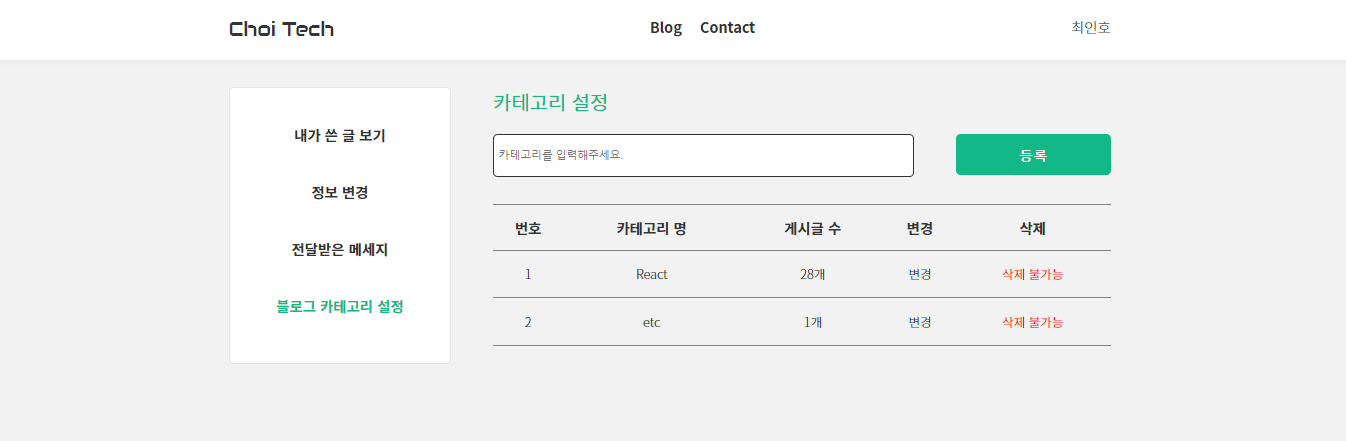 Choi Tech
Blog Contact
최인호
내가 쓴 글 보기
정보 변경
전달받은 메세지
블로그 카테고리 설정
카테고리 설정
카테고리를 입력해주세요.
등록
번호 카테고리 명 게시글 수 변경 삭제
1 React 28개 변경 삭제 불가능
2 etc 1개 변경 삭제 불가능